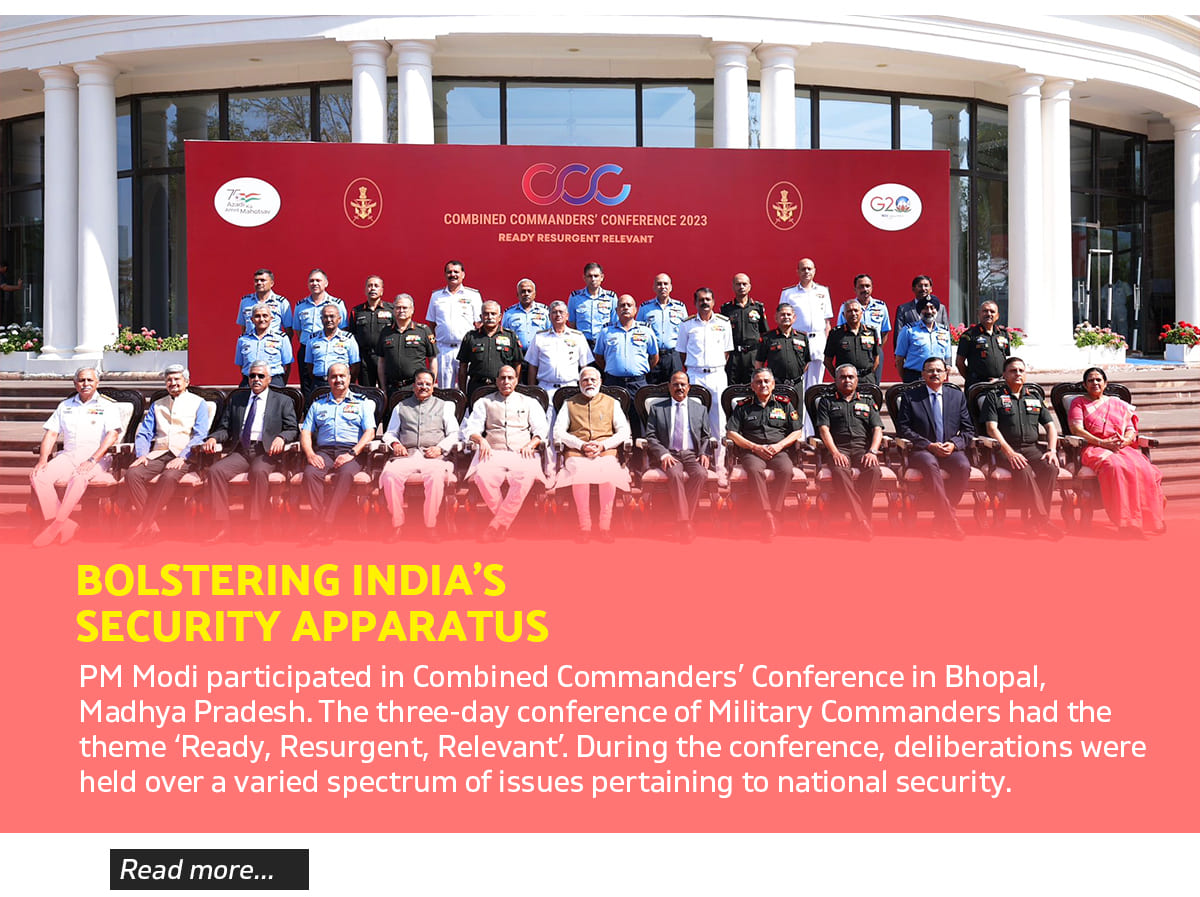 75
Azadi Ka
Amrit Mahotsav
CCC
G20
COMBINED COMMANDERS' CONFERENCE 2023
READY RESURGENT RELEVANT
BOLSTERING INDIA’S
SECURITY APPARATUS
PM Modi participated in Combined Commanders’ Conference in Bhopal,
Madhya Pradesh. The three-day conference of Military Commanders had the
theme ‘Ready, Resurgent, Relevant’. During the conference, deliberations were
held over a varied spectrum of issues pertaining to national security.
Read more...